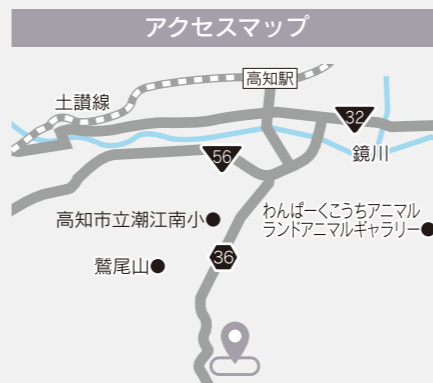 アクセスマップ
高知駅
土讃線
32
鏡川
56
わんぱーくこうちアニマル
ランドアニマルギャラリー
高知市立潮江南小
36
鷲尾山